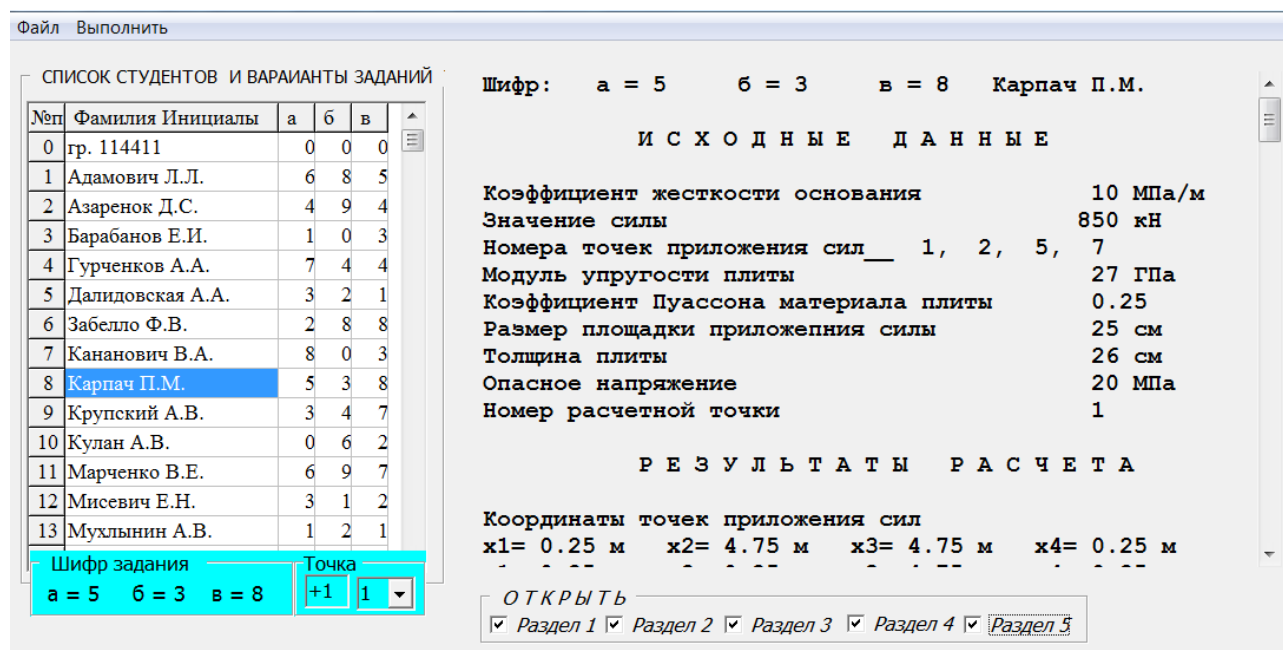 Файл Выполнить
СПИСОК СТУДЕНТОВ И ВАРАИАНТЫ ЗАДАНИЙ
№п Фамилия Инициалы а б в
0 гр. 114411 0 0 0
1 Адамович Л.Л. 6 8 5
2 Азаренок Д.С. 4 9 4
3 Барабанов Е.И. 1 0 3
4 Гурченков А.А. 7 4 4
5 Далидовская А.А. 3 2 1
6 Забелло Ф.В. 2 8 8
7 Кананович В.А. 8 0 3
8 Карпач П.М. 5 3 8
9 Крупский А.В. 3 4 7
10 Кулан А.В. 0 6 2
11 Марченко В.Е. 6 9 7
12 Мисевич Е.Н. 3 1 2
13 Мухлынин А.В. 1 2 1
Шифр задания
а = 5 б = 3 в = 8
Точка
+1 1
Шифр: а = 5 б = 3 в = 8 Карпач П.М.
И С Х О Д Н Ы Е Д А Н Н Ы Е
Коэффициент жесткости основания 10 МПа/м
Значение силы 850 кН
Номера точек приложения сил__ 1, 2, 5, 7
Модуль упругости плиты 27 ГПа
Коэффициент Пуассона материала плиты 0.25
Размер площадки приложепния силы 25 см
Толщина плиты 26 см
Опасное напряжение 20 МПа
Номер расчетной точки 1
Р Е З У Л Ь Т А Т Ы Р А С Ч Е Т А
Координаты точек приложения сил
x1= 0.25 м x2= 4.75 м x3= 4.75 м x4= 0.25 м
ОТКРЫТЬ
Раздел 1 Раздел 2 Раздел 3 Раздел 4 Раздел 5